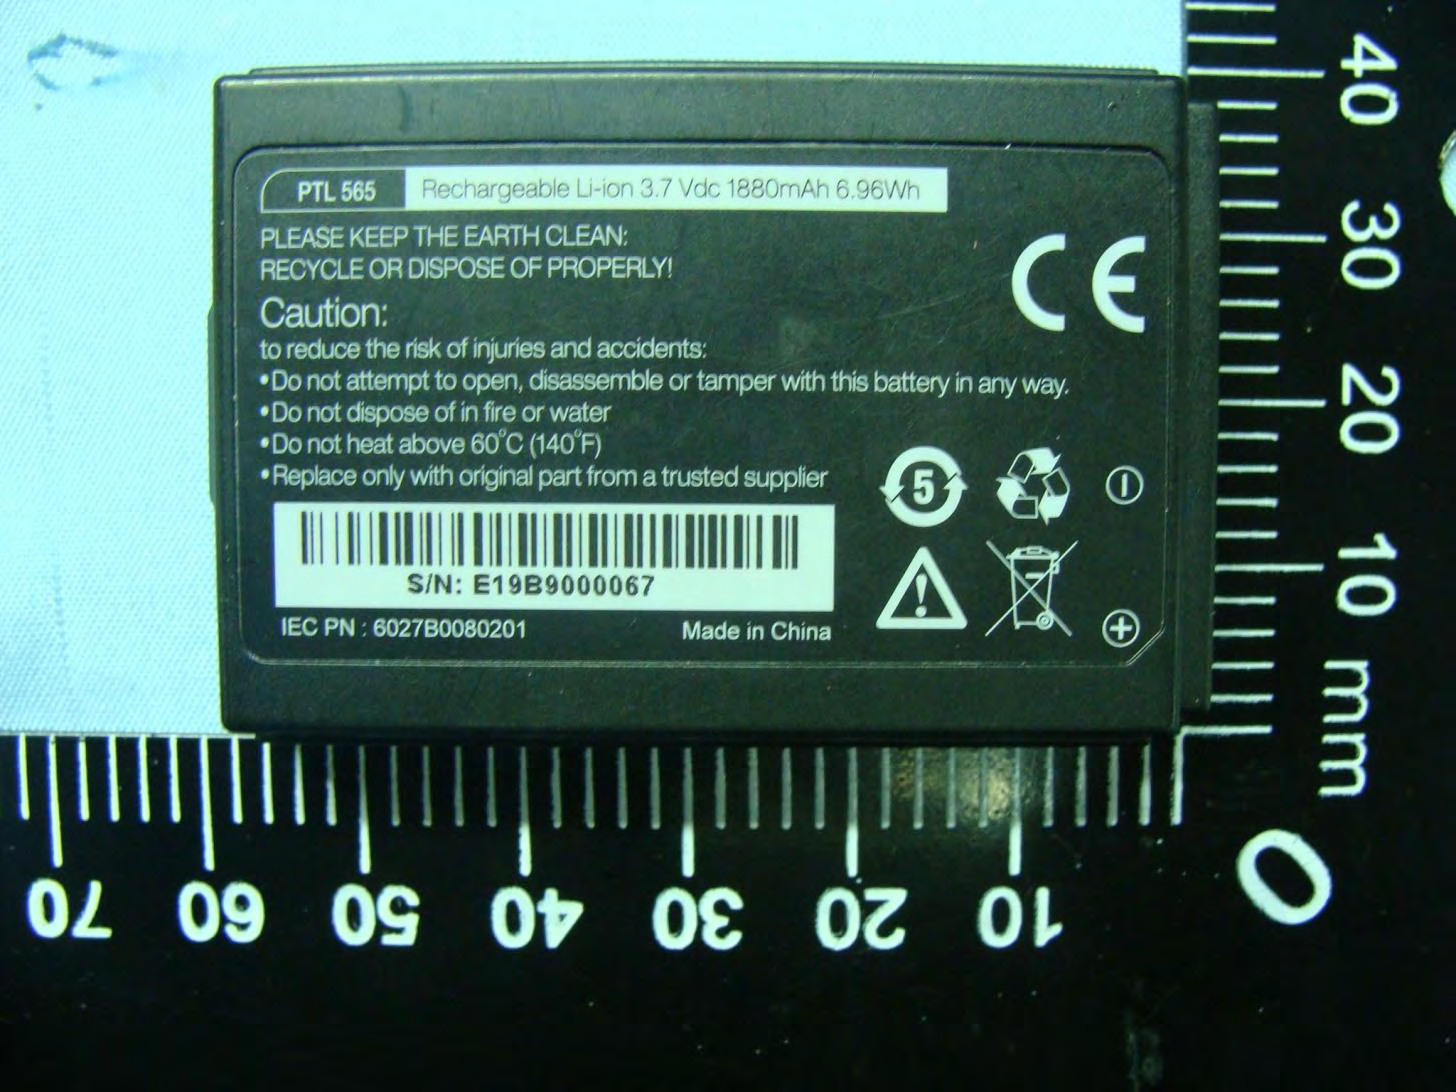 PTL 565 Rechargeable Li-ion 3.7 Vdc 1880mAh 6.96Wh
PLEASE KEEP THE EARTH CLEAN:
RECYCLE OR DISPOSE OF PROPERLY!
CE
Caution:
to reduce the risk of injuries and accidents:
•Do not attempt to open, disassemble or tamper with this battery in any way.
•Do not dispose of in fire or water
•Do not heat above 60°C (140°F)
•Replace only with original part from a trusted supplier
5
S/N: E19B9000067
IEC PN : 6027B0080201 Made in China
40
30
20
10
mm
0
70 60 50 40 30 20 10